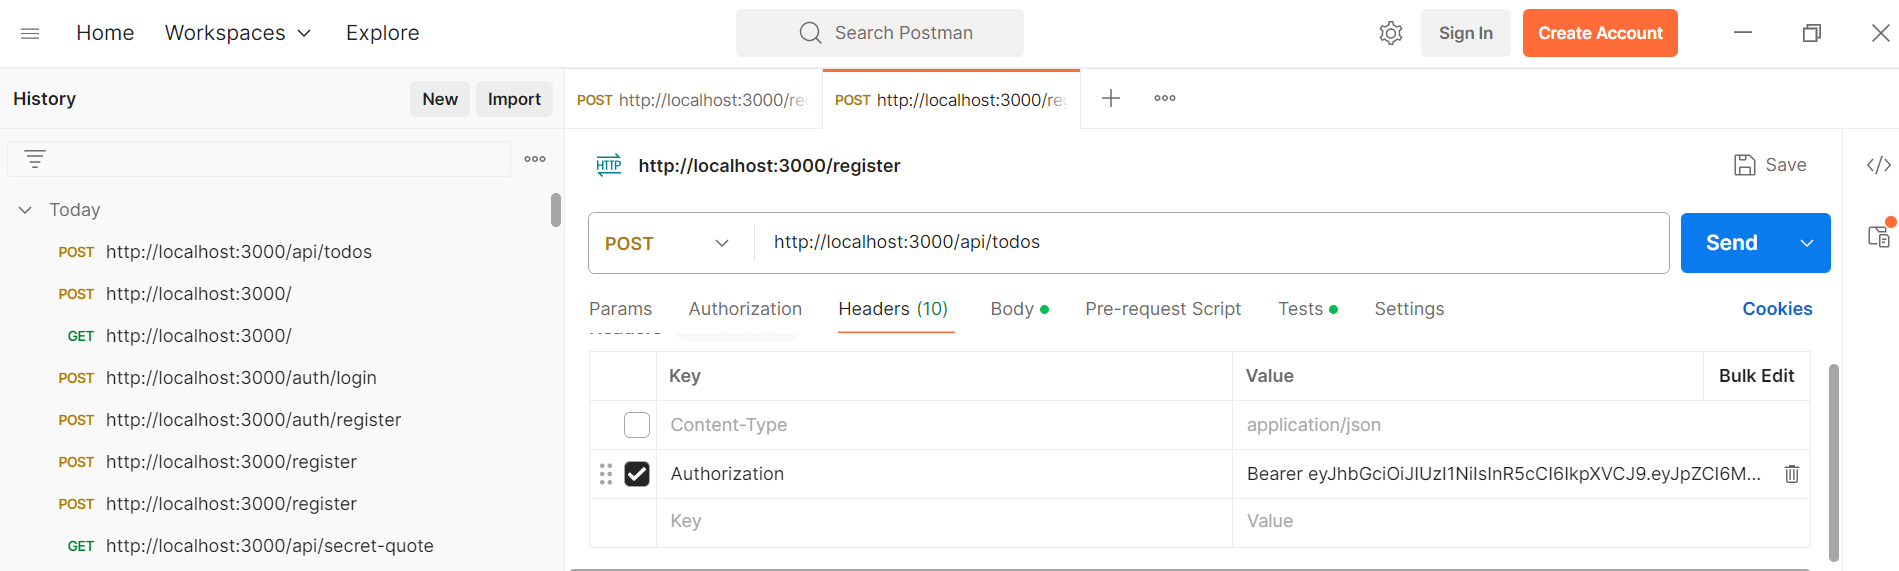 Home Workspaces Explore Search Postman Sign In Create Account
History New Import
POST http://localhost:3000/re
POST http://localhost:3000/re
HTTP http://localhost:3000/register Save
Today
POST http://localhost:3000/api/todos
POST http://localhost:3000/
GET http://localhost:3000/
POST http://localhost:3000/auth/login
POST http://localhost:3000/auth/register
POST http://localhost:3000/register
POST http://localhost:3000/register
GET http://localhost:3000/api/secret-quote
POST http://localhost:3000/api/todos Send
Params Authorization Headers (10) Body Pre-request Script Tests Settings Cookies
Key Value Bulk Edit
Content-Type application/json
Authorization Bearer eyJhbGciOiJIUzI1NiIsInR5cCI6IkpXVCJ9.eyJpZCI6M...
Key Value